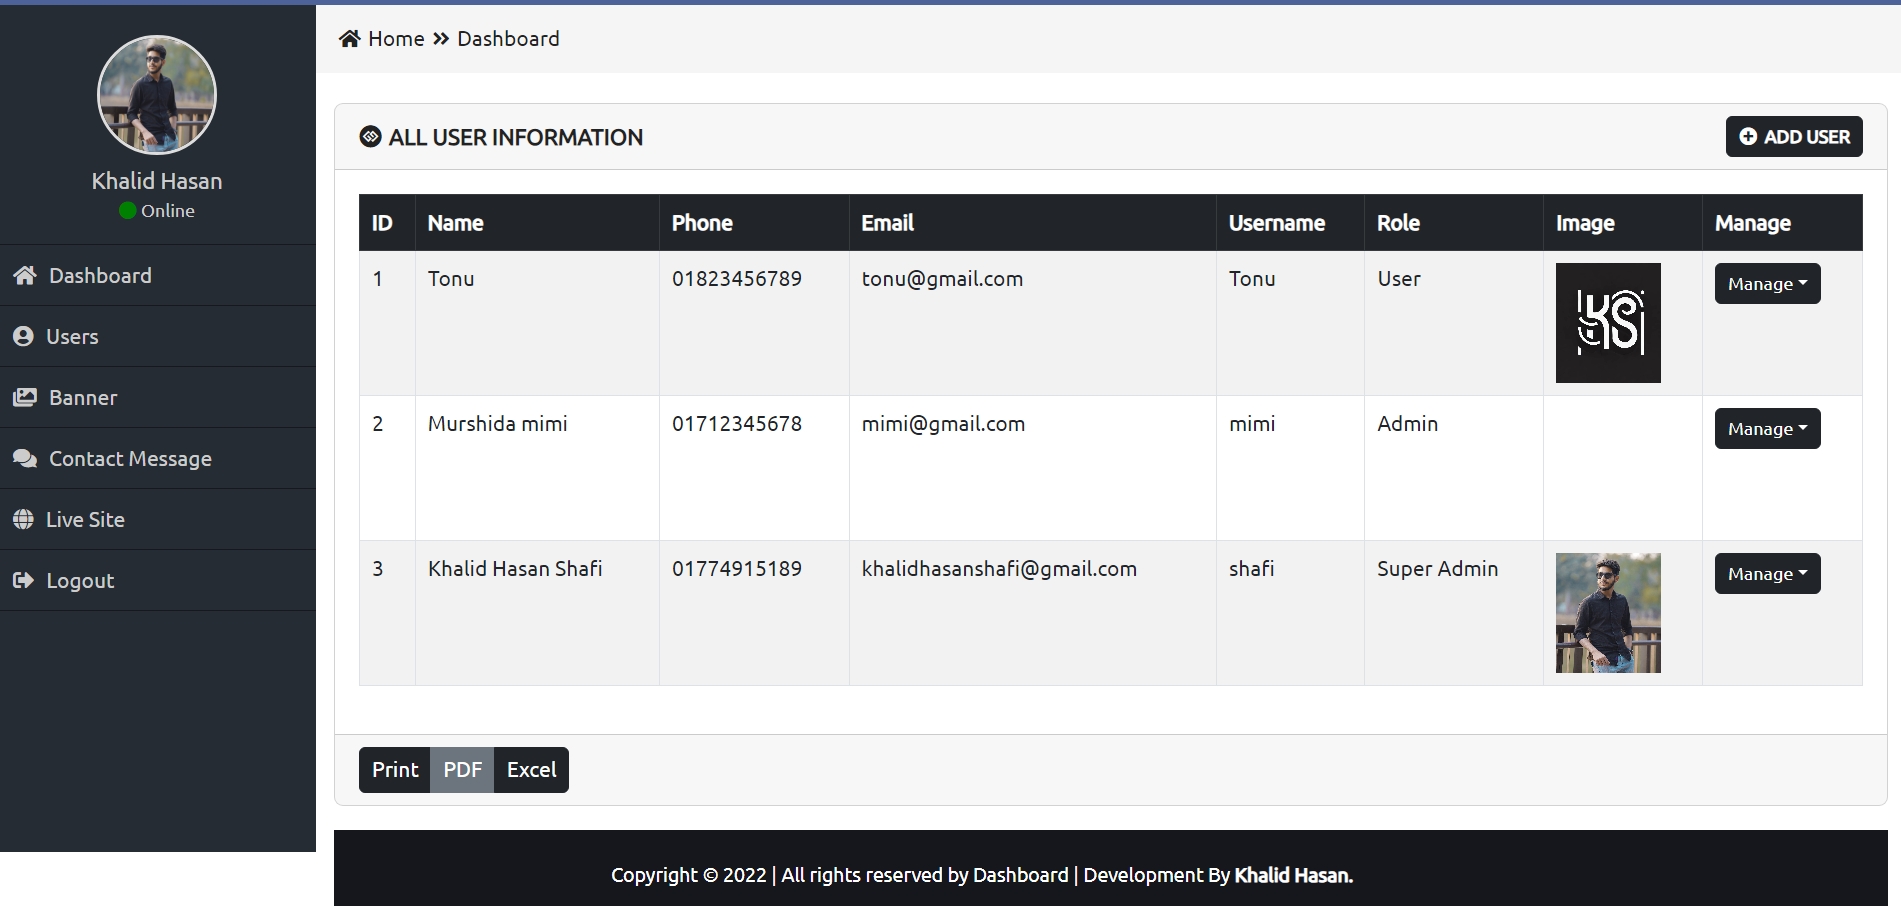 Khalid Hasan
Online
Dashboard
Users
Banner
Contact Message
Live Site
Logout
Home Dashboard
ALL USER INFORMATION
ADD USER
ID Name Phone Email Username Role Image Manage
1 Tonu 01823456789 tonu@gmail.com Tonu User Manage
2 Murshida mimi 01712345678 mimi@gmail.com mimi Admin Manage
3 Khalid Hasan Shafi 01774915189 khalidhasanshafi@gmail.com shafi Super Admin Manage
Print PDF Excel
Copyright © 2022 | All rights reserved by Dashboard | Development By Khalid Hasan.